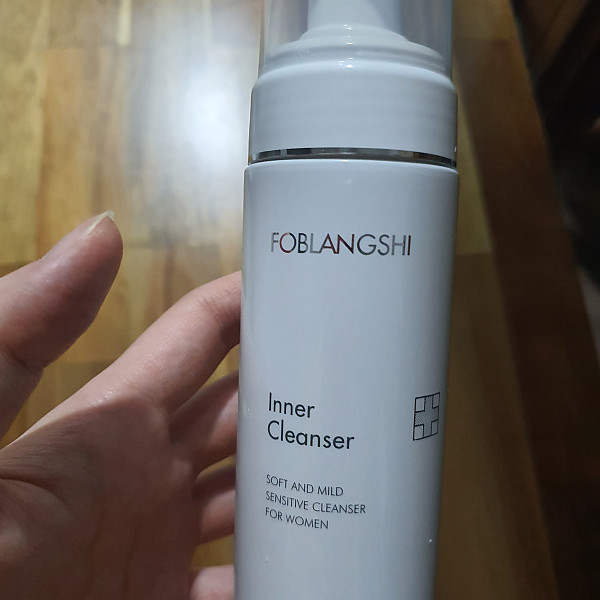 FOBLANGSHI
Inner
Cleanser
SOFT AND MILD
SENSITIVE CLEANSER
FOR WOMEN